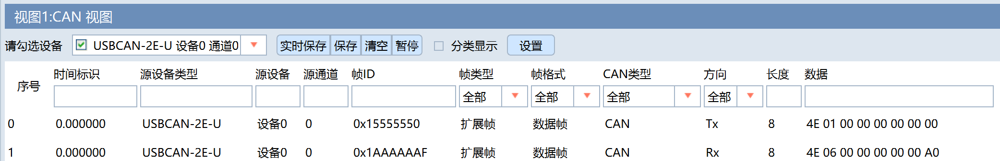 视图1:CAN 视图
请勾选设备 USBCAN-2E-U 设备0 通道0 实时保存 保存 清空 暂停 分类显示 设置
序号 时间标识 源设备类型 源设备 源通道 帧ID 帧类型 帧格式 CAN类型 方向 长度 数据
全部 全部 全部 全部
0 0.000000 USBCAN-2E-U 设备0 0 0x15555550 扩展帧 数据帧 CAN Tx 8 4E 01 00 00 00 00 00 00
1 0.000000 USBCAN-2E-U 设备0 0 0x1AAAAAAF 扩展帧 数据帧 CAN Rx 8 4E 06 00 00 00 00 00 A0